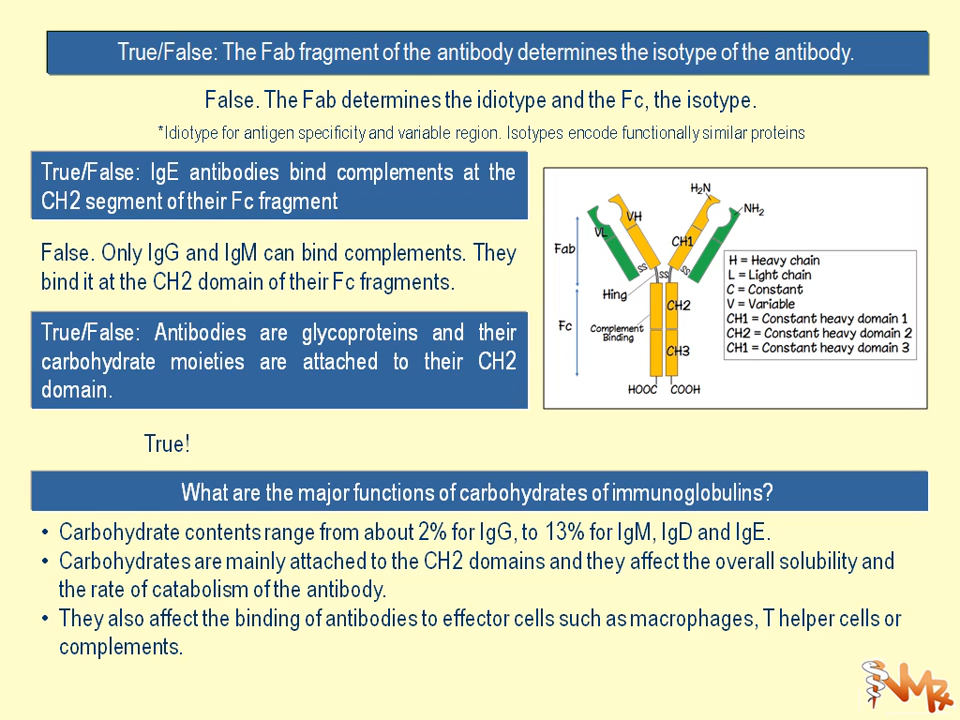 True/False: The Fab fragment of the antibody determines the isotype of the antibody.
False. The Fab determines the idiotype and the Fc, the isotype.
*Idiotype for antigen specificity and variable region. Isotypes encode functionally similar proteins
True/False: IgE antibodies bind complements at the
CH2 segment of their Fc fragment
False. Only IgG and IgM can bind complements. They
bind it at the CH2 domain of their Fc fragments.
True/False: Antibodies are glycoproteins and their
carbohydrate moieties are attached to their CH2
domain.
True!
H₂N
NH₂
VH
VL
CH1
Fab
SS
SS
SS
Hing
CH2
Fc
Complement
Binding
CH3
HOOC
COOH
H = Heavy chain
L = Light chain
C = Constant
V = Variable
CH1 = Constant heavy domain 1
CH2 = Constant heavy domain 2
CH1 = Constant heavy domain 3
What are the major functions of carbohydrates of immunoglobulins?
• Carbohydrate contents range from about 2% for IgG, to 13% for IgM, IgD and IgE.
• Carbohydrates are mainly attached to the CH2 domains and they affect the overall solubility and
the rate of catabolism of the antibody.
• They also affect the binding of antibodies to effector cells such as macrophages, T helper cells or
complements.